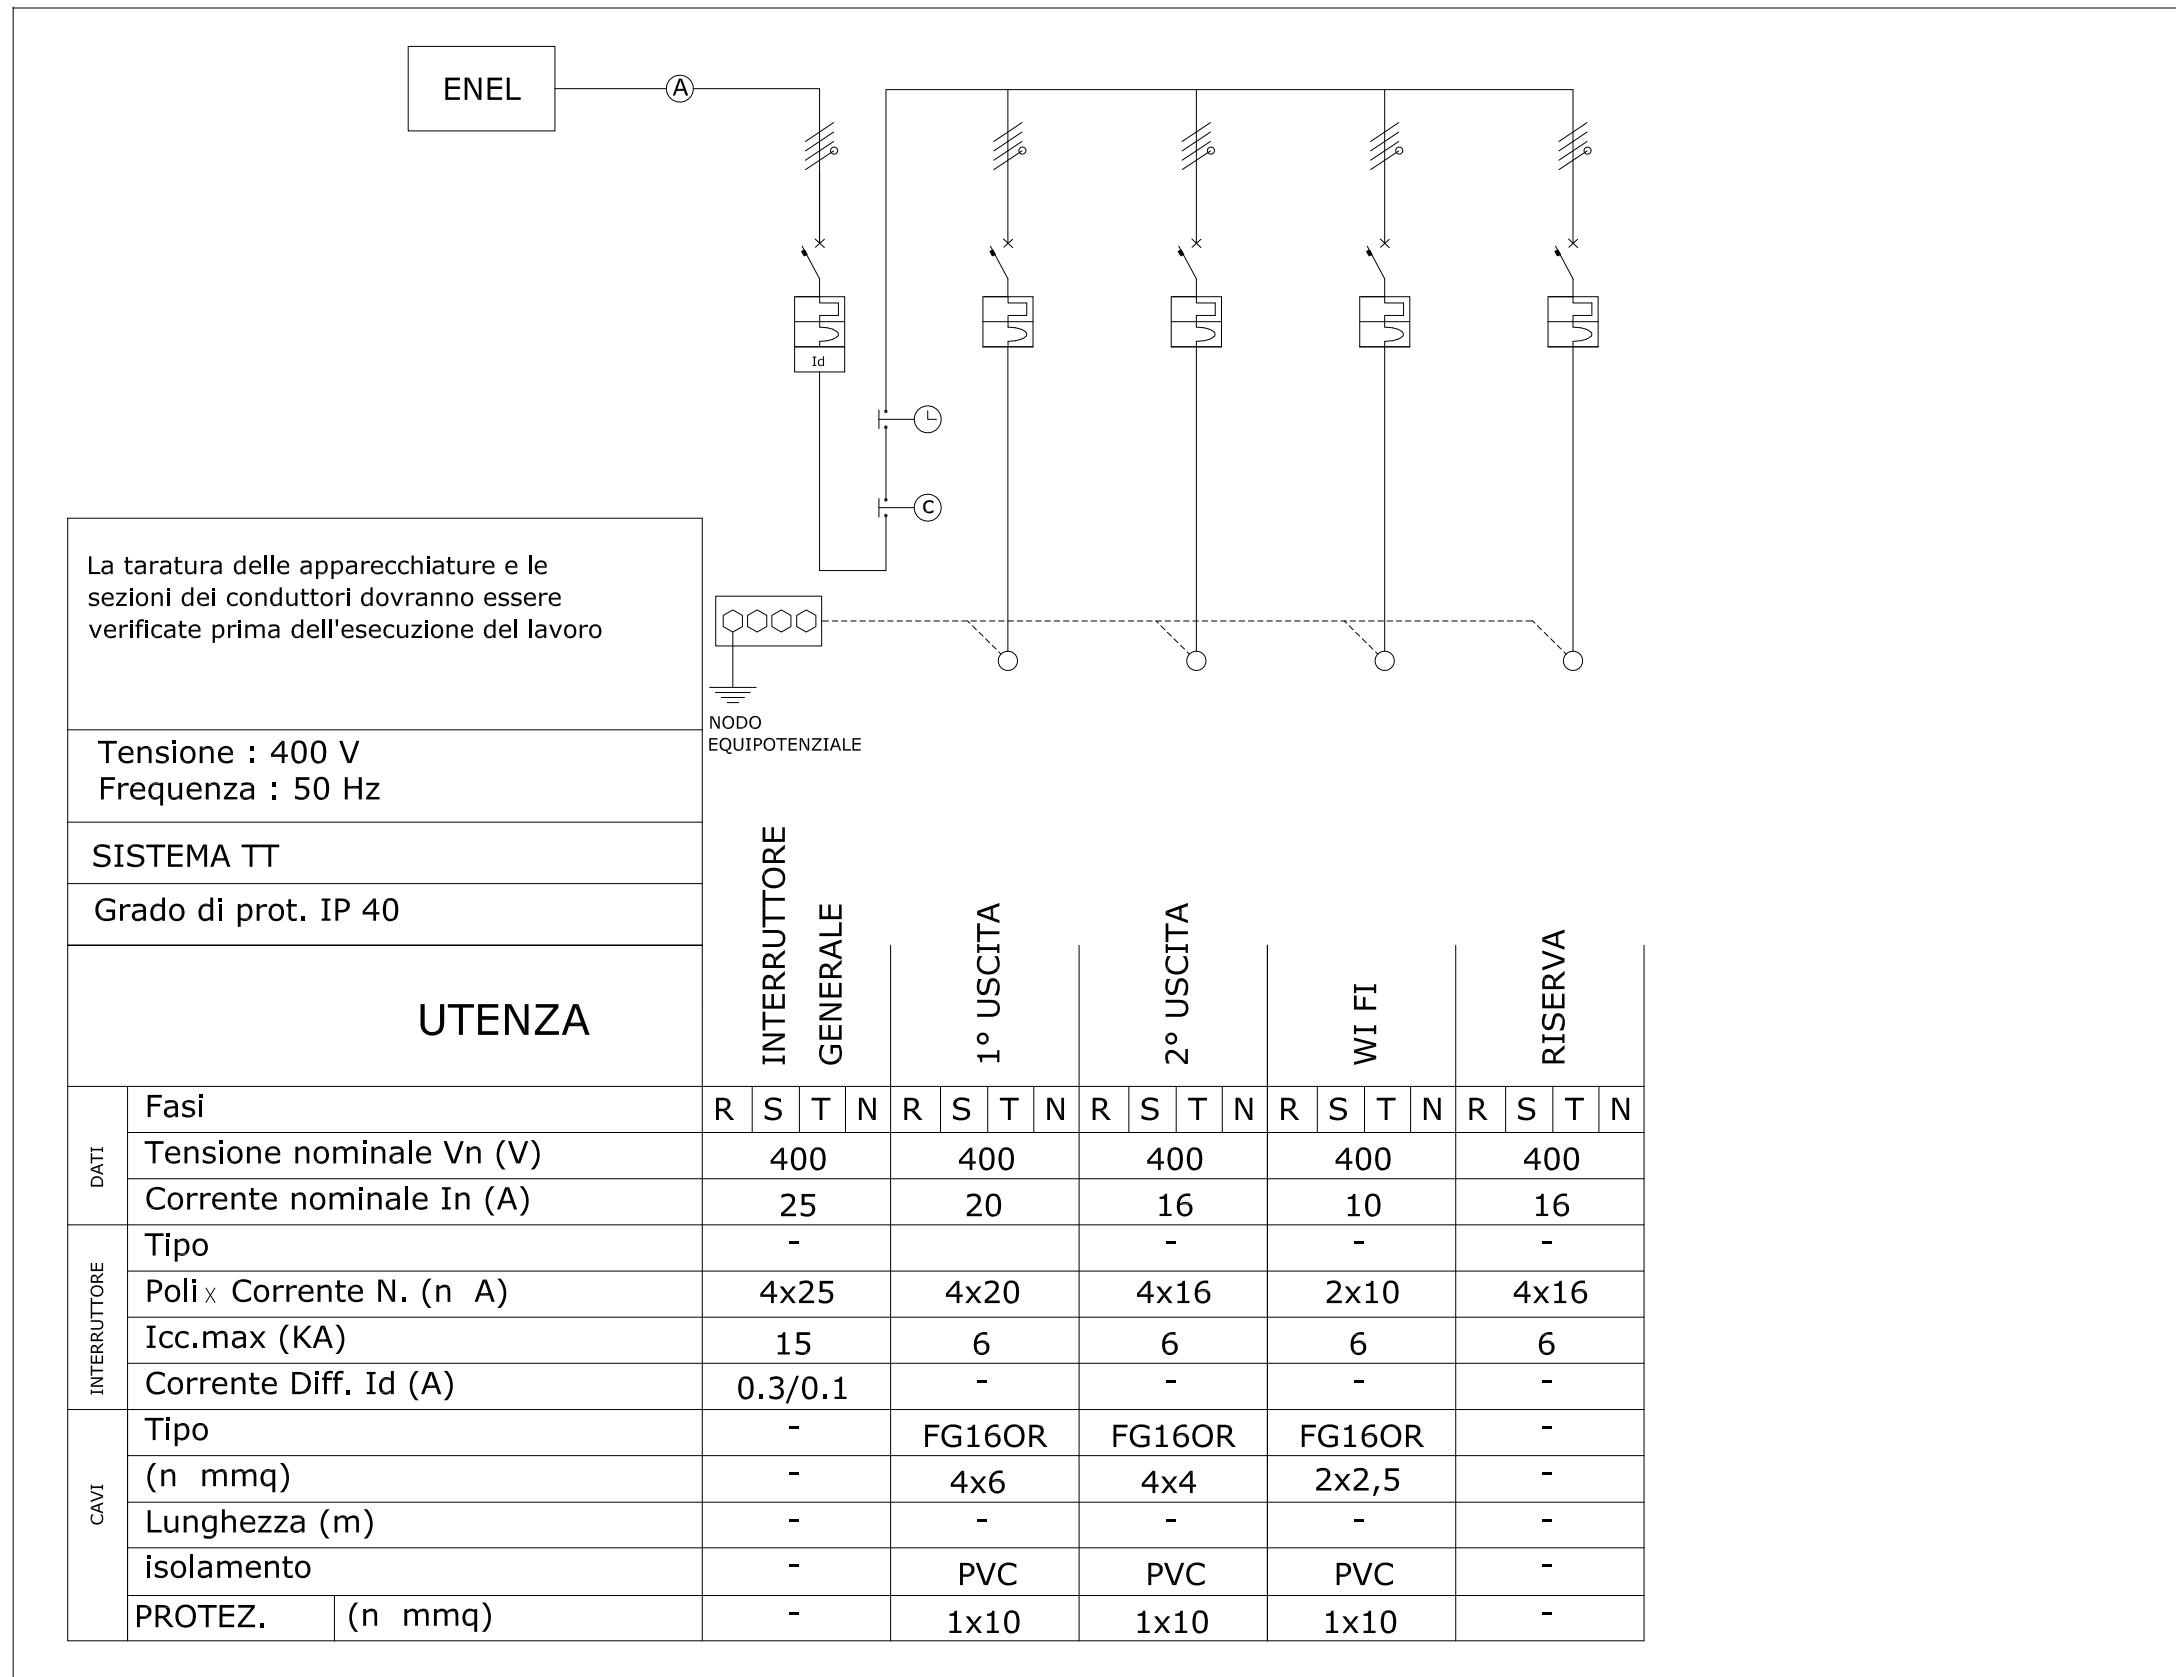 ENEL
A
Id
C
La taratura delle apparecchiature e le
sezioni dei conduttori dovranno essere
verificate prima dell'esecuzione del lavoro
NODO
EQUIPOTENZIALE
Tensione : 400 V
Frequenza : 50 Hz
SISTEMA TT
Grado di prot. IP 40
UTENZA
INTERRUTTORE
GENERALE
1° USCITA
2° USCITA
WI FI
RISERVA
DATI
Fasi R S T N R S T N R S T N R S T N R S T N
Tensione nominale Vn (V) 400 400 400 400 400
Corrente nominale In (A) 25 20 16 10 16
INTERRUTTORE
Tipo - - - -
Poli x Corrente N. (n A) 4x25 4x20 4x16 2x10 4x16
Icc.max (KA) 15 6 6 6 6
Corrente Diff. Id (A) 0.3/0.1 - - - -
CAVI
Tipo - FG16OR FG16OR FG16OR -
(n mmq) - 4x6 4x4 2x2,5 -
Lunghezza (m) - - - - -
isolamento - PVC PVC PVC -
PROTEZ. (n mmq) - 1x10 1x10 1x10 -